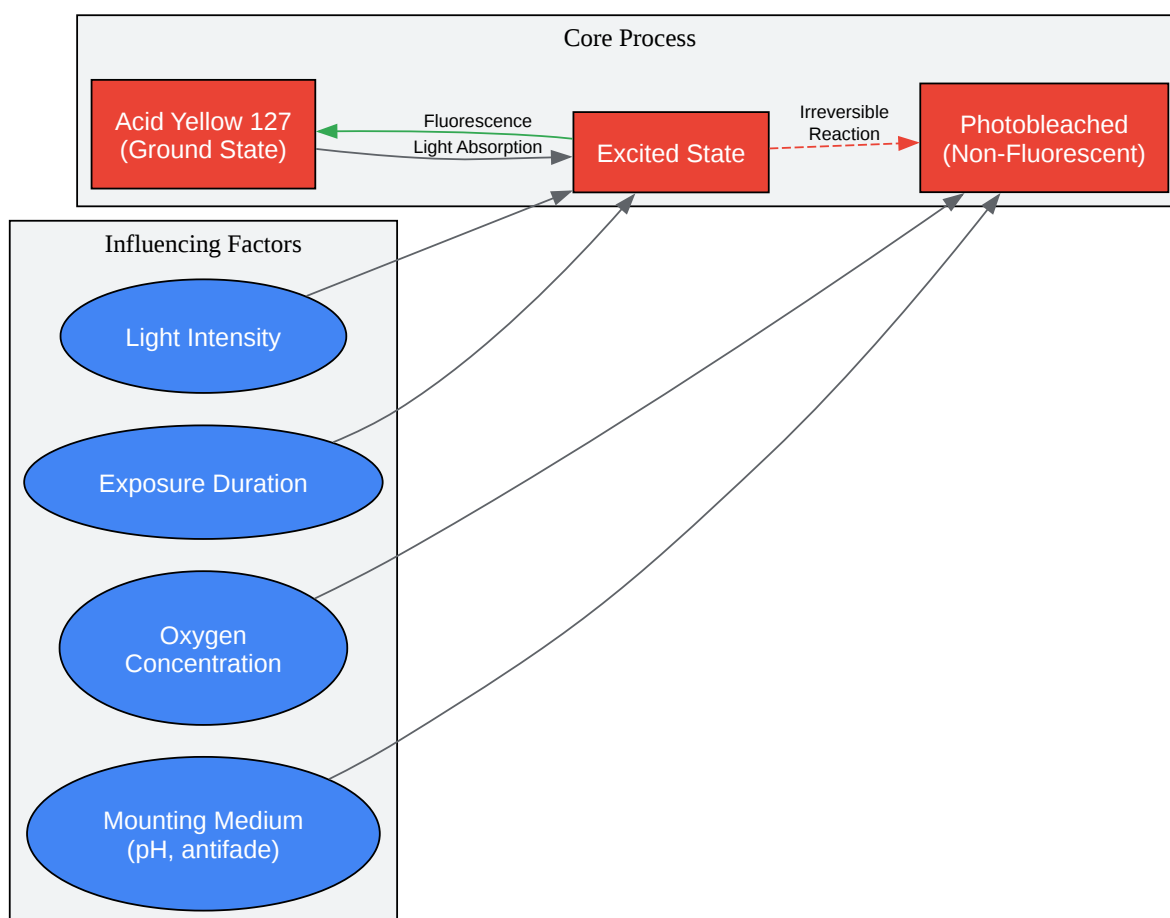 Core Process
Acid Yellow 127
(Ground State)
Fluorescence
Light Absorption
Excited State
Irreversible
Reaction
Photobleached
(Non-Fluorescent)
Influencing Factors
Light Intensity
Exposure Duration
Oxygen
Concentration
Mounting Medium
(pH, antifade)